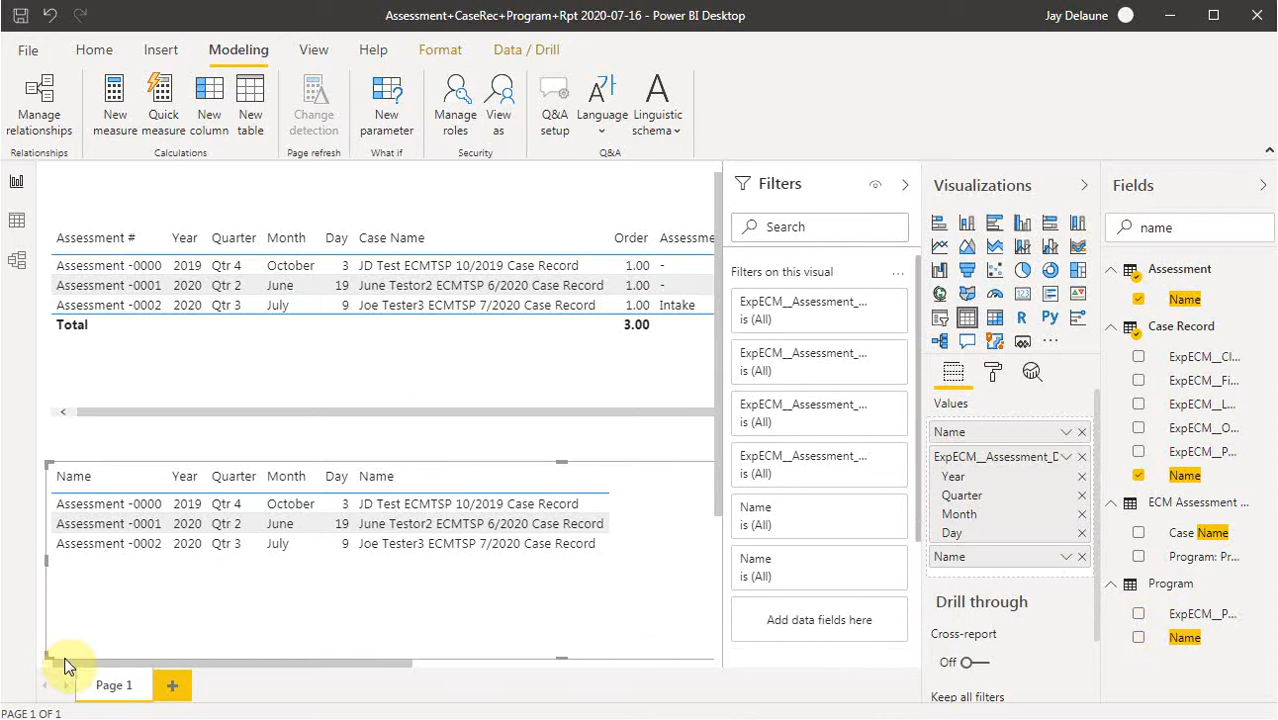 Assessment+CaseRec+Program+Rpt 2020-07-16 - Power BI Desktop
Jay Delaune
File Home Insert Modeling View Help Format Data / Drill
Manage relationships
New measure
Quick measure
New column
New table
Change detection
New parameter
Manage roles
View as
Q&A setup
Language
Linguistic schema
Relationships
Calculations
Page refresh
What if
Security
Q&A
Assessment # Year Quarter Month Day Case Name Order Assessme
Assessment -0000 2019 Qtr 4 October 3 JD Test ECMTSP 10/2019 Case Record 1.00 -
Assessment -0001 2020 Qtr 2 June 19 June Testor2 ECMTSP 6/2020 Case Record 1.00 -
Assessment -0002 2020 Qtr 3 July 9 Joe Tester3 ECMTSP 7/2020 Case Record 1.00 Intake
Total 3.00
Name Year Quarter Month Day Name
Assessment -0000 2019 Qtr 4 October 3 JD Test ECMTSP 10/2019 Case Record
Assessment -0001 2020 Qtr 2 June 19 June Testor2 ECMTSP 6/2020 Case Record
Assessment -0002 2020 Qtr 3 July 9 Joe Tester3 ECMTSP 7/2020 Case Record
Page 1
PAGE 1 OF 1
Filters
Search
Filters on this visual ...
ExpECM__Assessment_...
is (All)
ExpECM__Assessment_...
is (All)
ExpECM__Assessment_...
is (All)
ExpECM__Assessment_...
is (All)
Name
is (All)
Name
is (All)
Add data fields here
Visualizations
R Py
Values
Name
ExpECM__Assessment_D
Year
Quarter
Month
Day
Name
Drill through
Cross-report
Off
Keep all filters
Fields
name
Assessment
Name
Case Record
ExpECM__Cl...
ExpECM__Fi...
ExpECM__L...
ExpECM__O...
ExpECM__P...
Name
ECM Assessment ...
Case Name
Program: Pr...
Program
ExpECM__P...
Name